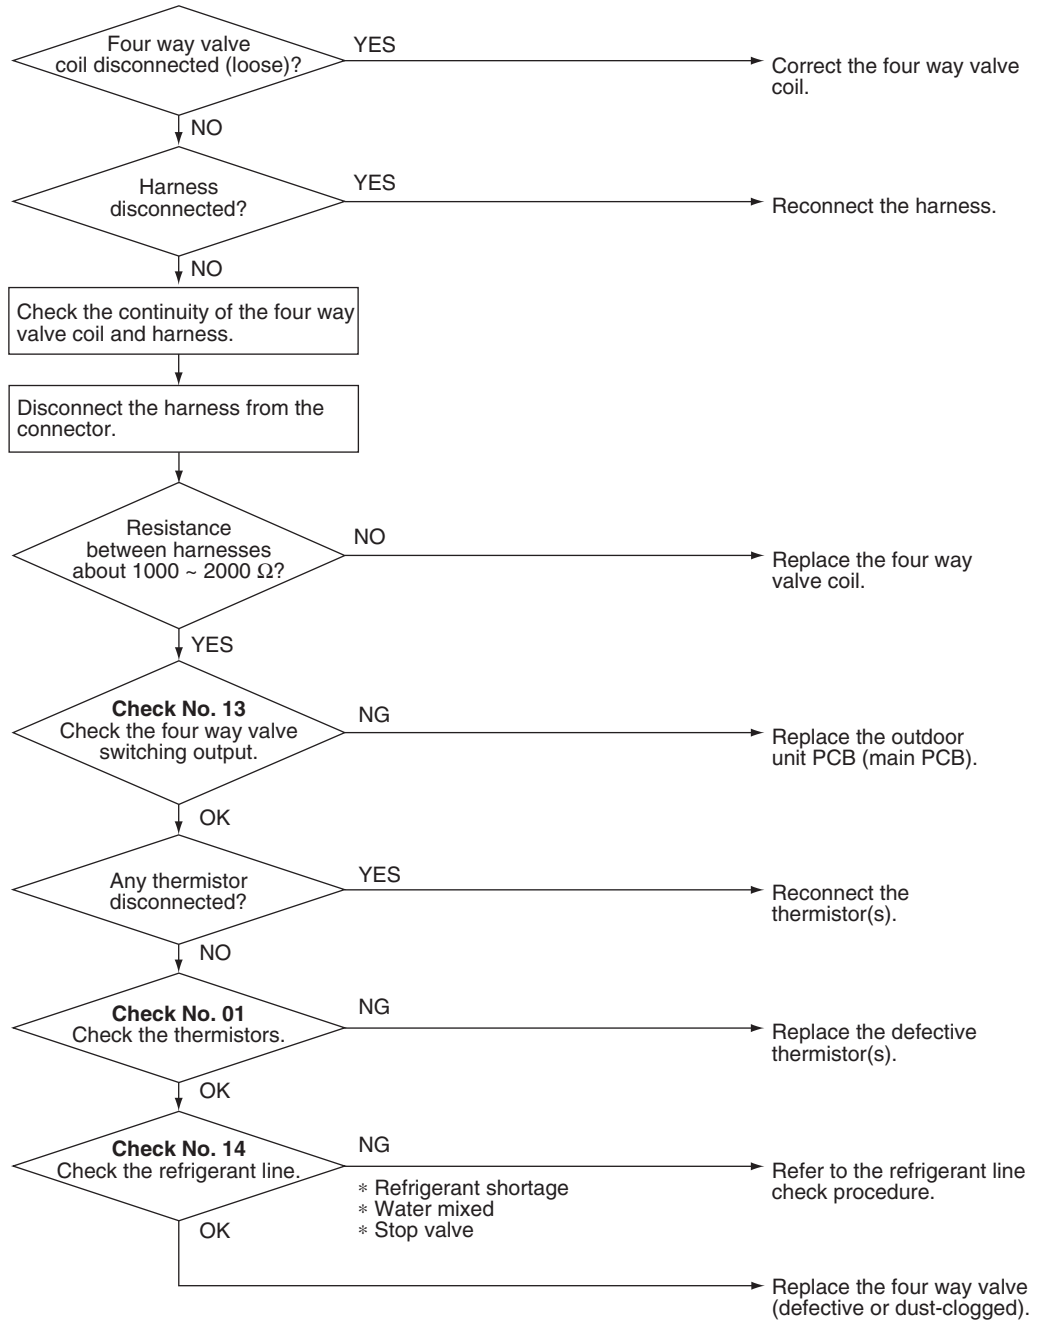 Four way valve
coil disconnected (loose)?
YES
Correct the four way valve
coil.
NO
Harness
disconnected?
YES
Reconnect the harness.
NO
Check the continuity of the four way
valve coil and harness.
Disconnect the harness from the
connector.
Resistance
between harnesses
about 1000 ~ 2000 Ω?
NO
Replace the four way
valve coil.
YES
Check No. 13
Check the four way valve
switching output.
NG
Replace the outdoor
unit PCB (main PCB).
OK
Any thermistor
disconnected?
YES
Reconnect the
thermistor(s).
NO
Check No. 01
Check the thermistors.
NG
Replace the defective
thermistor(s).
OK
Check No. 14
Check the refrigerant line.
NG
∗ Refrigerant shortage
∗ Water mixed
∗ Stop valve
Refer to the refrigerant line
check procedure.
OK
Replace the four way valve
(defective or dust-clogged).